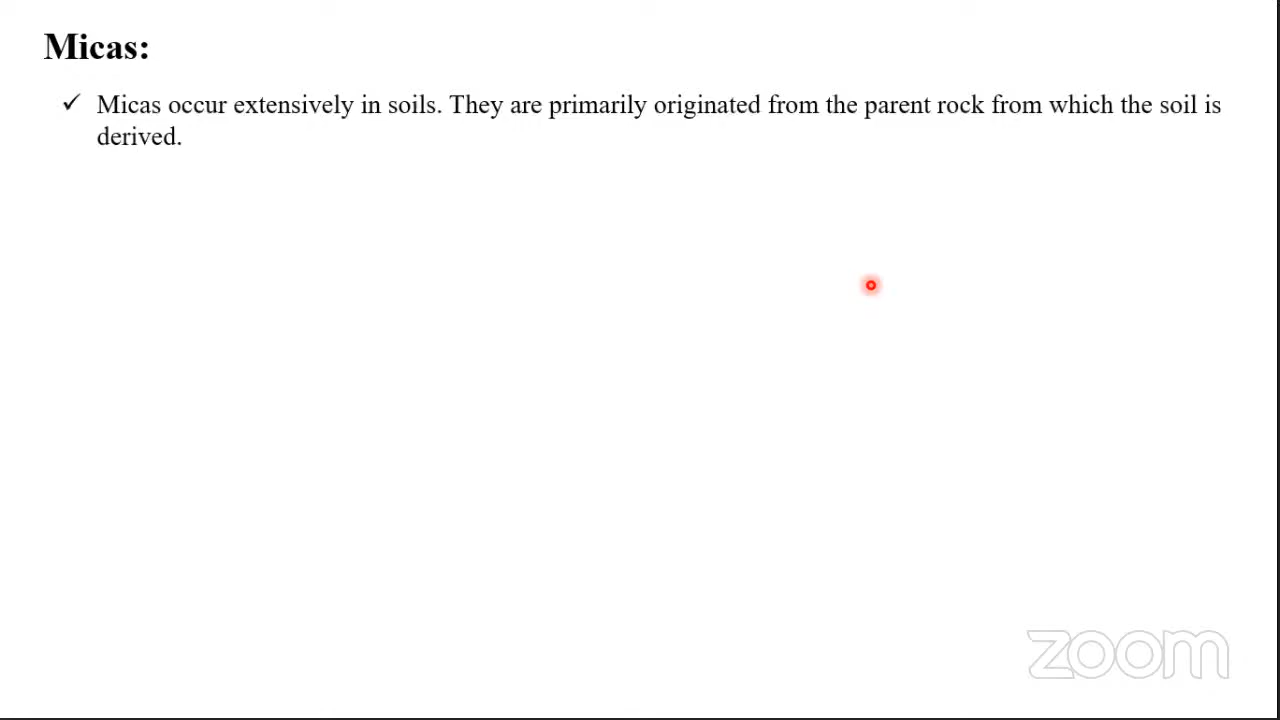 Micas:
✓ Micas occur extensively in soils. They are primarily originated from the parent rock from which the soil is
derived.
zoom